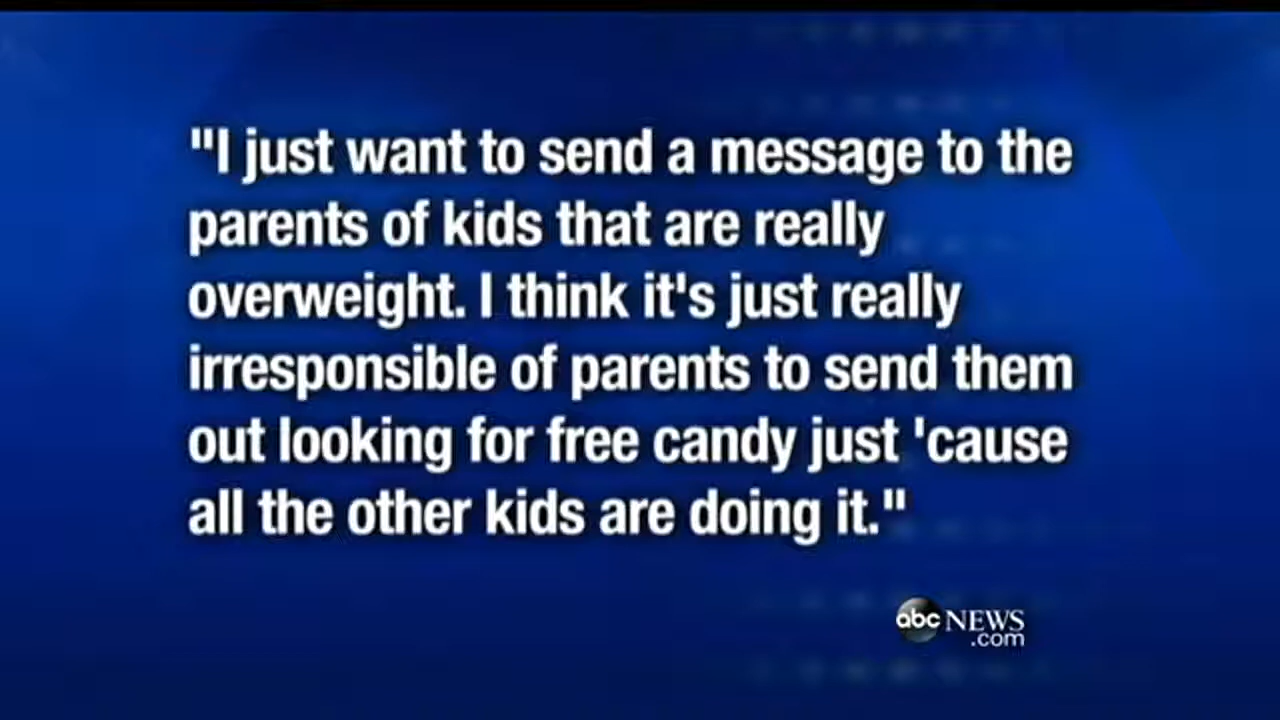 "I just want to send a message to the
parents of kids that are really
overweight. I think it's just really
irresponsible of parents to send them
out looking for free candy just 'cause
all the other kids are doing it."
abc NEWS
.com